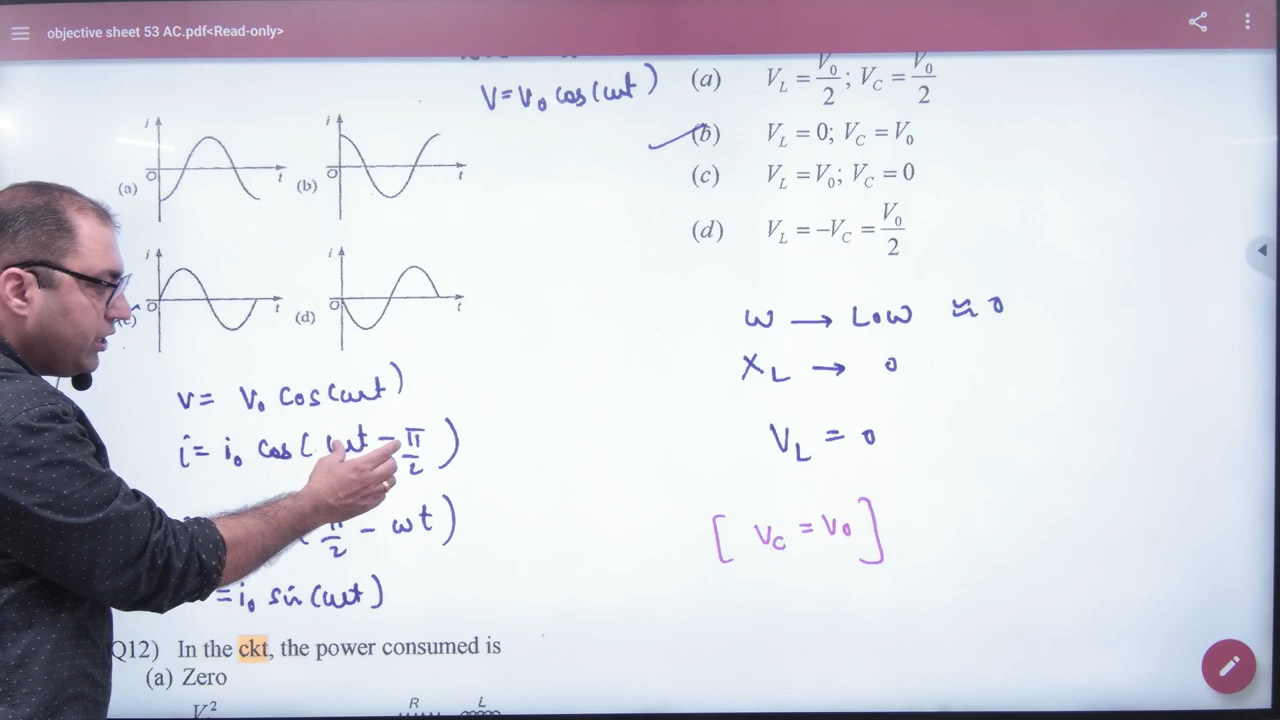 objective sheet 53 AC.pdf<Read-only>
V=V₀ cos(ωt)
i
O
t
(a)
i
O
t
(b)
i
O
t
i
O
t
(d)
v= V₀ cos(ωt)
i= i₀ cos(ωt - π/2)
π/2 - ωt)
=i₀ sin(ωt)
Q12) In the ckt, the power consumed is
(a) Zero
V²
R L
(a) V_L = V₀/2; V_C = V₀/2
(b) V_L = 0; V_C = V₀
(c) V_L = V₀; V_C = 0
(d) V_L = –V_C = V₀/2
ω → Low ≈ 0
X_L → 0
V_L = 0
[ V_C = V₀ ]